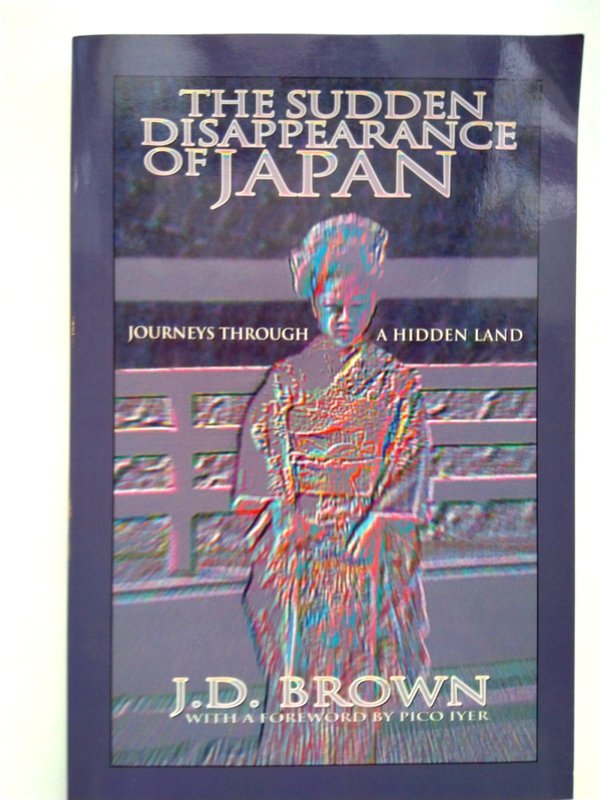 THE SUDDEN
DISAPPEARANCE
OF JAPAN
JOURNEYS THROUGH A HIDDEN LAND
J.D. BROWN
WITH A FOREWORD BY PICO IYER